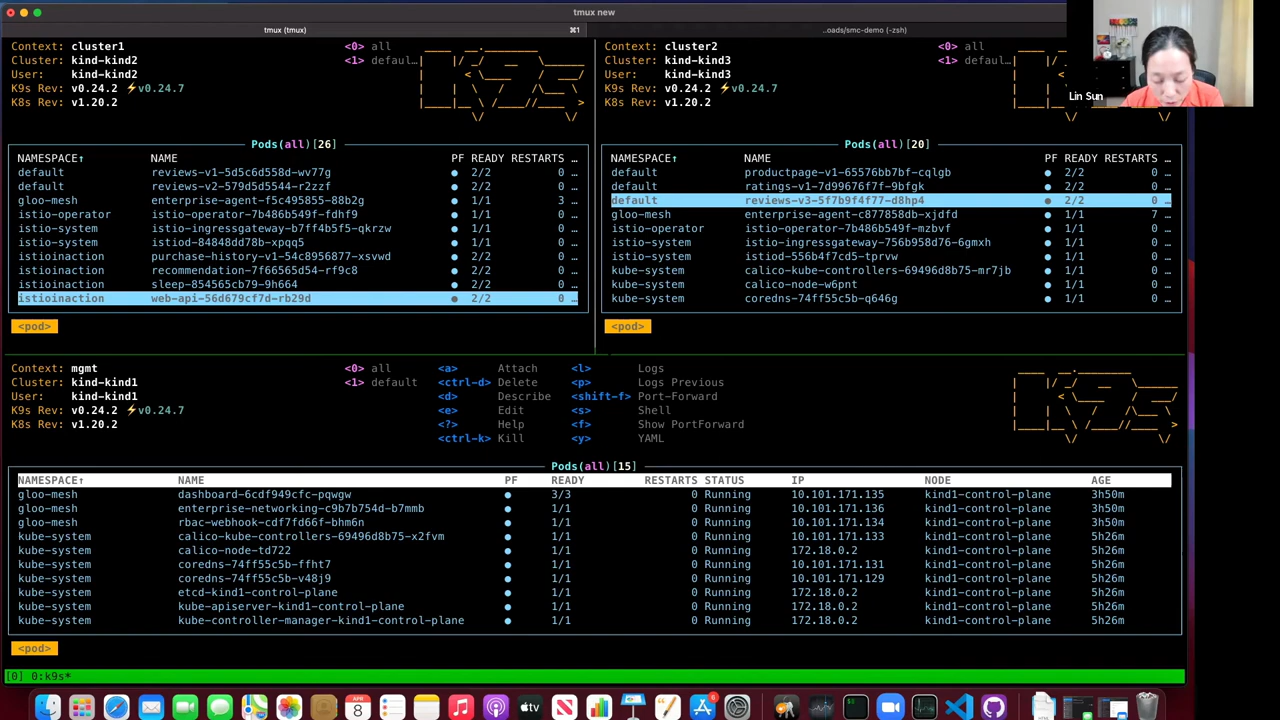 tmux new
tmux (tmux) ⌘1 ..oads/smc-demo (-zsh)
Lin Sun
Context: cluster1 <0> all
Cluster: kind-kind2 <1> defaul…
User: kind-kind2
K9s Rev: v0.24.2 ⚡v0.24.7
K8s Rev: v1.20.2
Pods(all)[26]
NAMESPACE↑ NAME PF READY RESTARTS …
default reviews-v1-5d5c6d558d-wv77g ● 2/2 0 …
default reviews-v2-579d5d5544-r2zzf ● 2/2 0 …
gloo-mesh enterprise-agent-f5c495855-88b2g ● 1/1 3 …
istio-operator istio-operator-7b486b549f-fdhf9 ● 1/1 0 …
istio-system istio-ingressgateway-b7ff4b5f5-qkrzw ● 1/1 0 …
istio-system istiod-84848dd78b-xpqq5 ● 1/1 0 …
istioinaction purchase-history-v1-54c8956877-xsvwd ● 2/2 0 …
istioinaction recommendation-7f66565d54-rf9c8 ● 2/2 0 …
istioinaction sleep-854565cb79-9h664 ● 2/2 0 …
istioinaction web-api-56d679cf7d-rb29d ● 2/2 0 …
<pod>
Context: cluster2 <0> all
Cluster: kind-kind3 <1> defaul…
User: kind-kind3
K9s Rev: v0.24.2 ⚡v0.24.7
K8s Rev: v1.20.2
Pods(all)[20]
NAMESPACE↑ NAME PF READY RESTARTS …
default productpage-v1-65576bb7bf-cqlgb ● 2/2 0 …
default ratings-v1-7d99676f7f-9bfgk ● 2/2 0 …
default reviews-v3-5f7b9f4f77-d8hp4 ● 2/2 0 …
gloo-mesh enterprise-agent-c877858db-xjdfd ● 1/1 7 …
istio-operator istio-operator-7b486b549f-mzbvf ● 1/1 0 …
istio-system istio-ingressgateway-756b958d76-6gmxh ● 1/1 0 …
istio-system istiod-556b4f7cd5-tprvw ● 1/1 0 …
kube-system calico-kube-controllers-69496d8b75-mr7jb ● 1/1 0 …
kube-system calico-node-w6pnt ● 1/1 0 …
kube-system coredns-74ff55c5b-q646g ● 1/1 0 …
<pod>
Context: mgmt <0> all <a> Attach <l> Logs
Cluster: kind-kind1 <1> default <ctrl-d> Delete <p> Logs Previous
User: kind-kind1 <d> Describe <shift-f> Port-Forward
K9s Rev: v0.24.2 ⚡v0.24.7 <e> Edit <s> Shell
K8s Rev: v1.20.2 <?> Help <f> Show PortForward
<ctrl-k> Kill <y> YAML
Pods(all)[15]
NAMESPACE↑ NAME PF READY RESTARTS STATUS IP NODE AGE
gloo-mesh dashboard-6cdf949cfc-pqwgw ● 3/3 0 Running 10.101.171.135 kind1-control-plane 3h50m
gloo-mesh enterprise-networking-c9b7b754d-b7mmb ● 1/1 0 Running 10.101.171.136 kind1-control-plane 3h50m
gloo-mesh rbac-webhook-cdf7fd66f-bhm6n ● 1/1 0 Running 10.101.171.134 kind1-control-plane 3h50m
kube-system calico-kube-controllers-69496d8b75-x2fvm ● 1/1 0 Running 10.101.171.133 kind1-control-plane 5h26m
kube-system calico-node-td722 ● 1/1 0 Running 172.18.0.2 kind1-control-plane 5h26m
kube-system coredns-74ff55c5b-ffht7 ● 1/1 0 Running 10.101.171.131 kind1-control-plane 5h26m
kube-system coredns-74ff55c5b-v48j9 ● 1/1 0 Running 10.101.171.129 kind1-control-plane 5h26m
kube-system etcd-kind1-control-plane ● 1/1 0 Running 172.18.0.2 kind1-control-plane 5h26m
kube-system kube-apiserver-kind1-control-plane ● 1/1 0 Running 172.18.0.2 kind1-control-plane 5h26m
kube-system kube-controller-manager-kind1-control-plane ● 1/1 0 Running 172.18.0.2 kind1-control-plane 5h26m
<pod>
[0] 0:k9s*
APR
8
tv
6